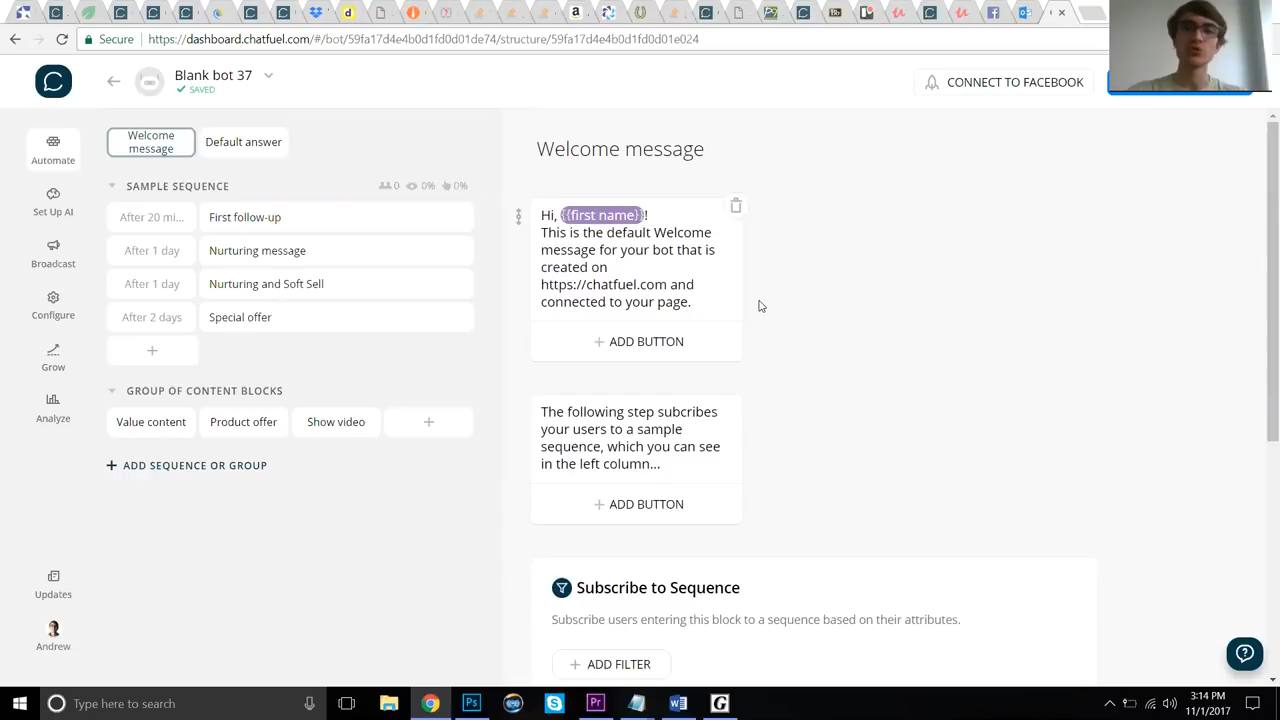 Secure
https://dashboard.chatfuel.com/#/bot/59fa17d4e4b0d1fd0d01de74/structure/59fa17d4e4b0d1fd0d01e024
Blank bot 37
SAVED
CONNECT TO FACEBOOK
Automate
Set Up AI
Broadcast
Configure
Grow
Analyze
Updates
Andrew
Welcome
message
Default answer
SAMPLE SEQUENCE
0
0%
0%
After 20 mi...
First follow-up
After 1 day
Nurturing message
After 1 day
Nurturing and Soft Sell
After 2 days
Special offer
GROUP OF CONTENT BLOCKS
Value content
Product offer
Show video
+ ADD SEQUENCE OR GROUP
Welcome message
Hi, {{first name}}!
This is the default Welcome
message for your bot that is
created on
https://chatfuel.com and
connected to your page.
+ ADD BUTTON
The following step subcribes
your users to a sample
sequence, which you can see
in the left column...
+ ADD BUTTON
Subscribe to Sequence
Subscribe users entering this block to a sequence based on their attributes.
+ ADD FILTER
Type here to search
Ps
Pr
G
3:14 PM
11/1/2017